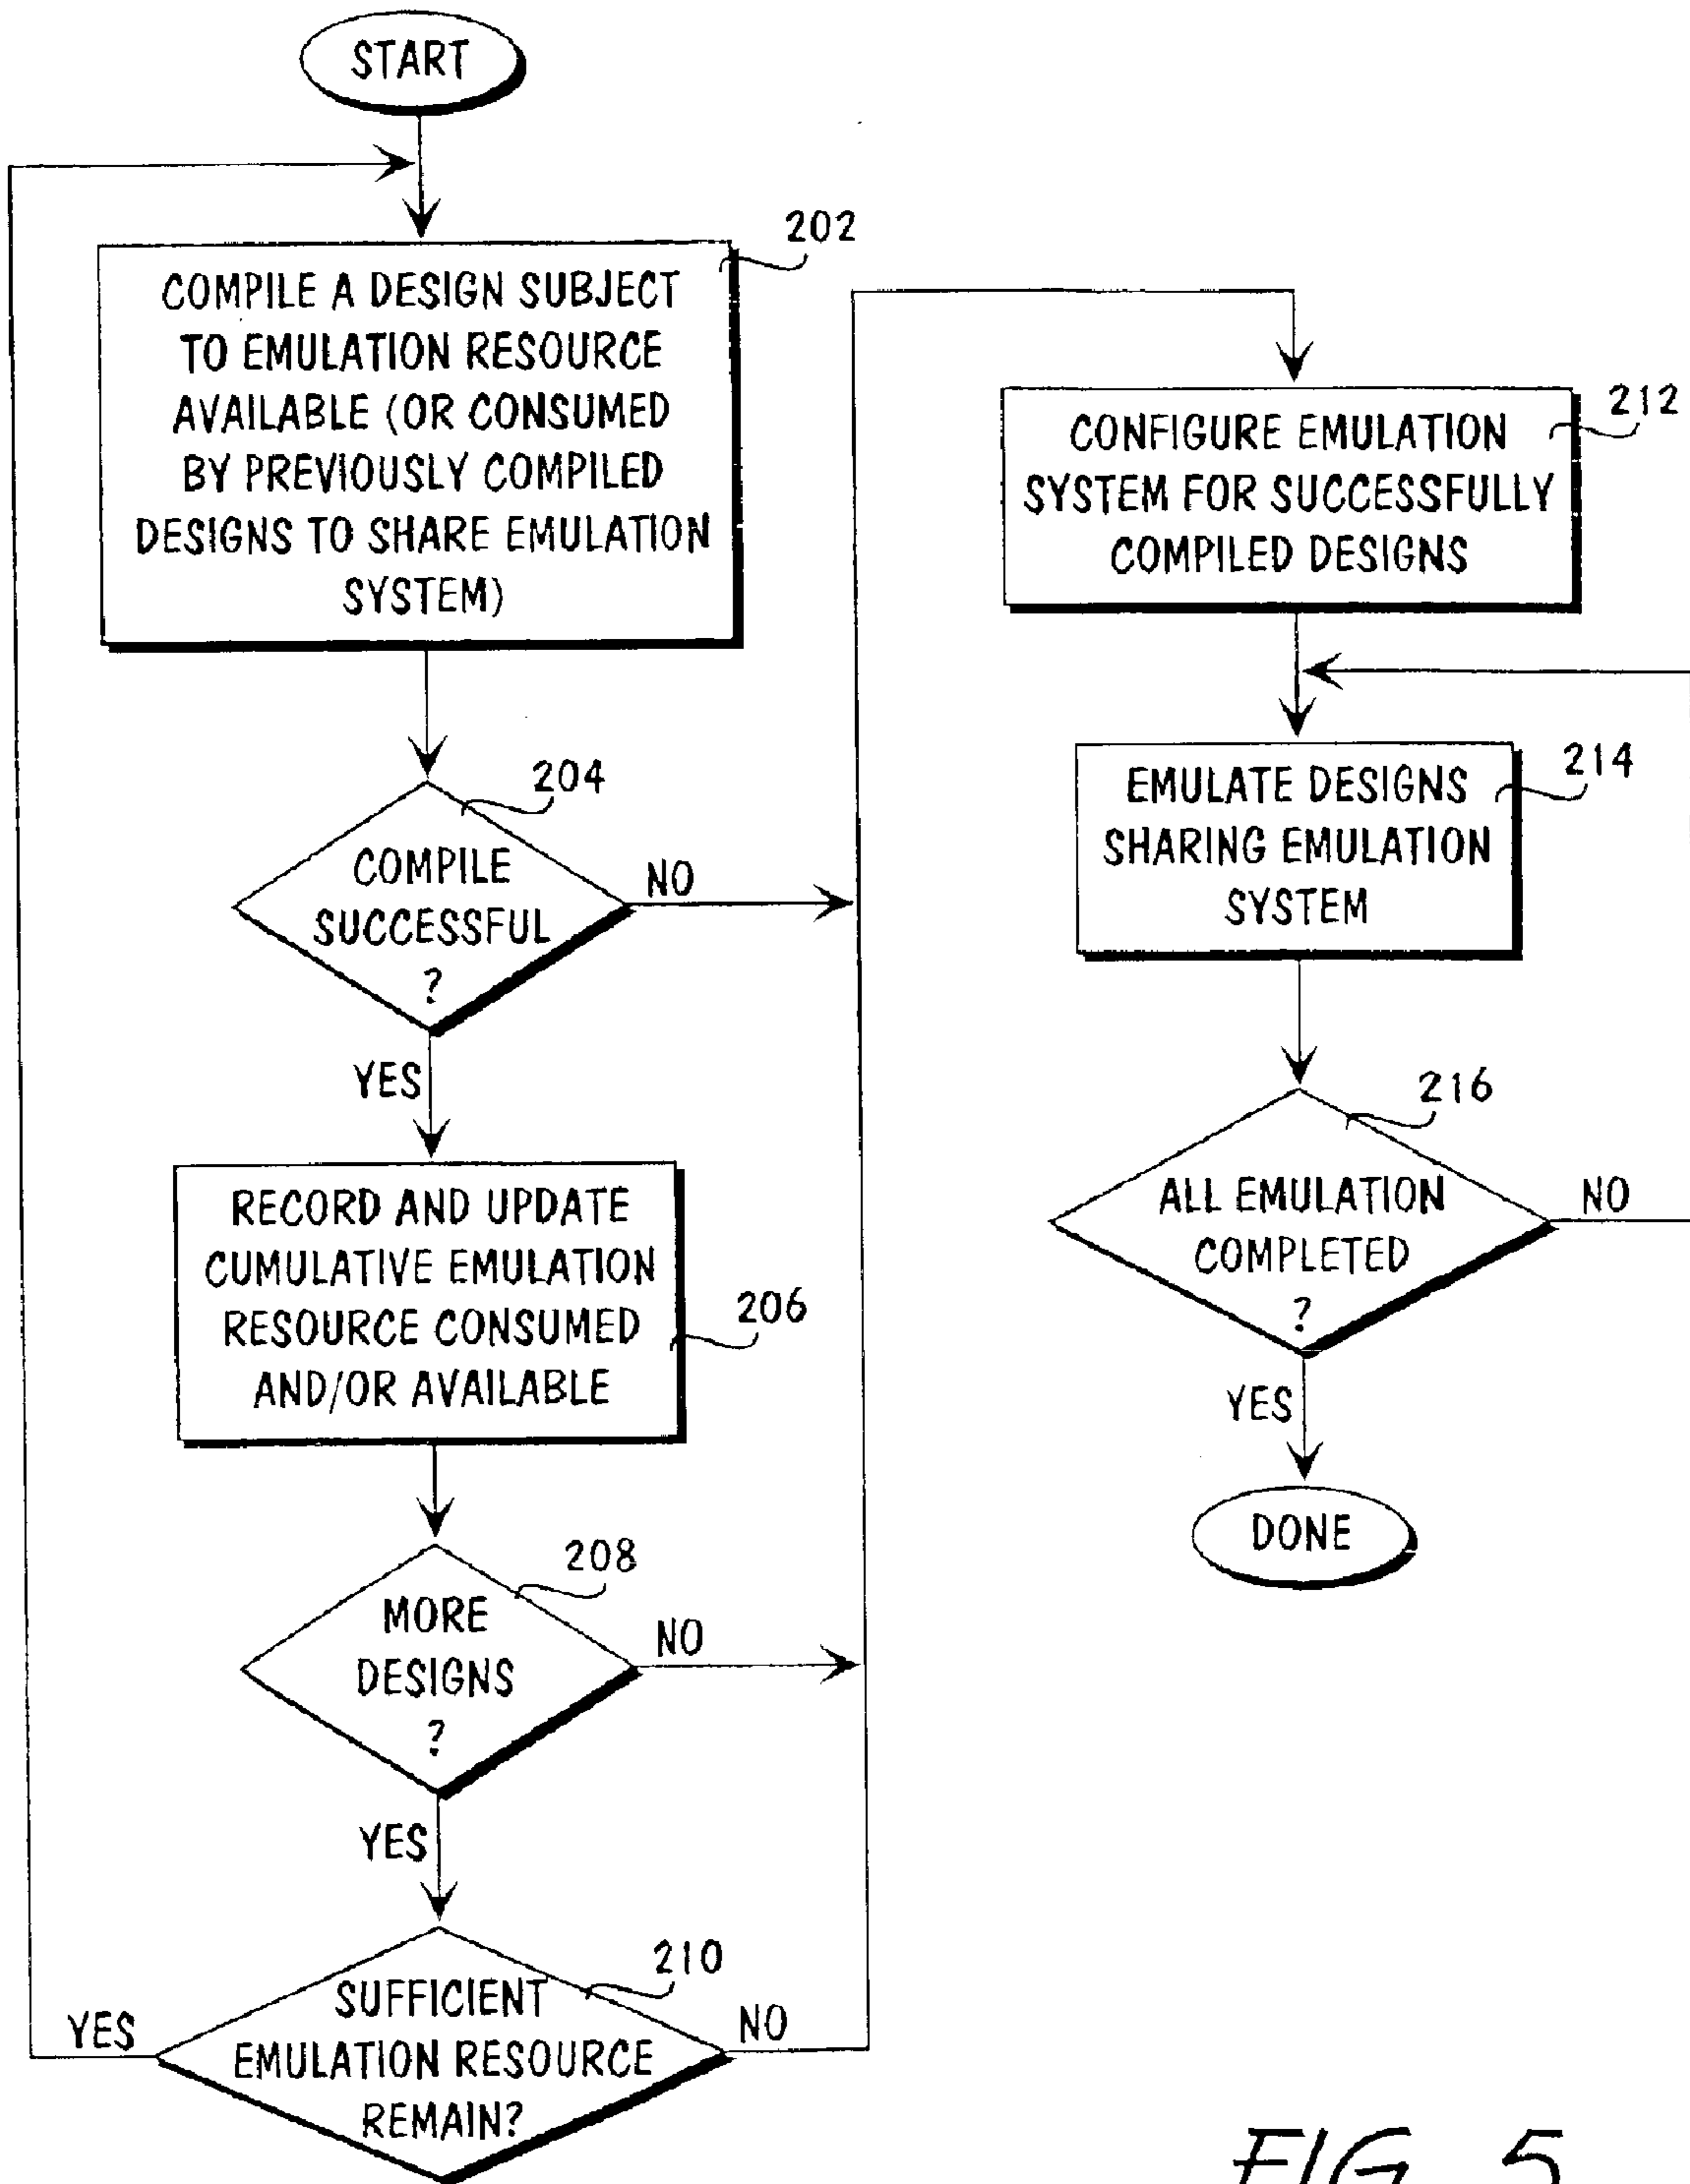 START
202
COMPILE A DESIGN SUBJECT
TO EMULATION RESOURCE
AVAILABLE (OR CONSUMED
BY PREVIOUSLY COMPILED
DESIGNS TO SHARE EMULATION
SYSTEM)
204
COMPILE
SUCCESSFUL
?
NO
YES
RECORD AND UPDATE
CUMULATIVE EMULATION
RESOURCE CONSUMED
AND/OR AVAILABLE
206
208
MORE
DESIGNS
?
NO
YES
210
SUFFICIENT
EMULATION RESOURCE
REMAIN?
YES
NO
212
CONFIGURE EMULATION
SYSTEM FOR SUCCESSFULLY
COMPILED DESIGNS
214
EMULATE DESIGNS
SHARING EMULATION
SYSTEM
216
ALL EMULATION
COMPLETED
?
NO
YES
DONE
FIG 5